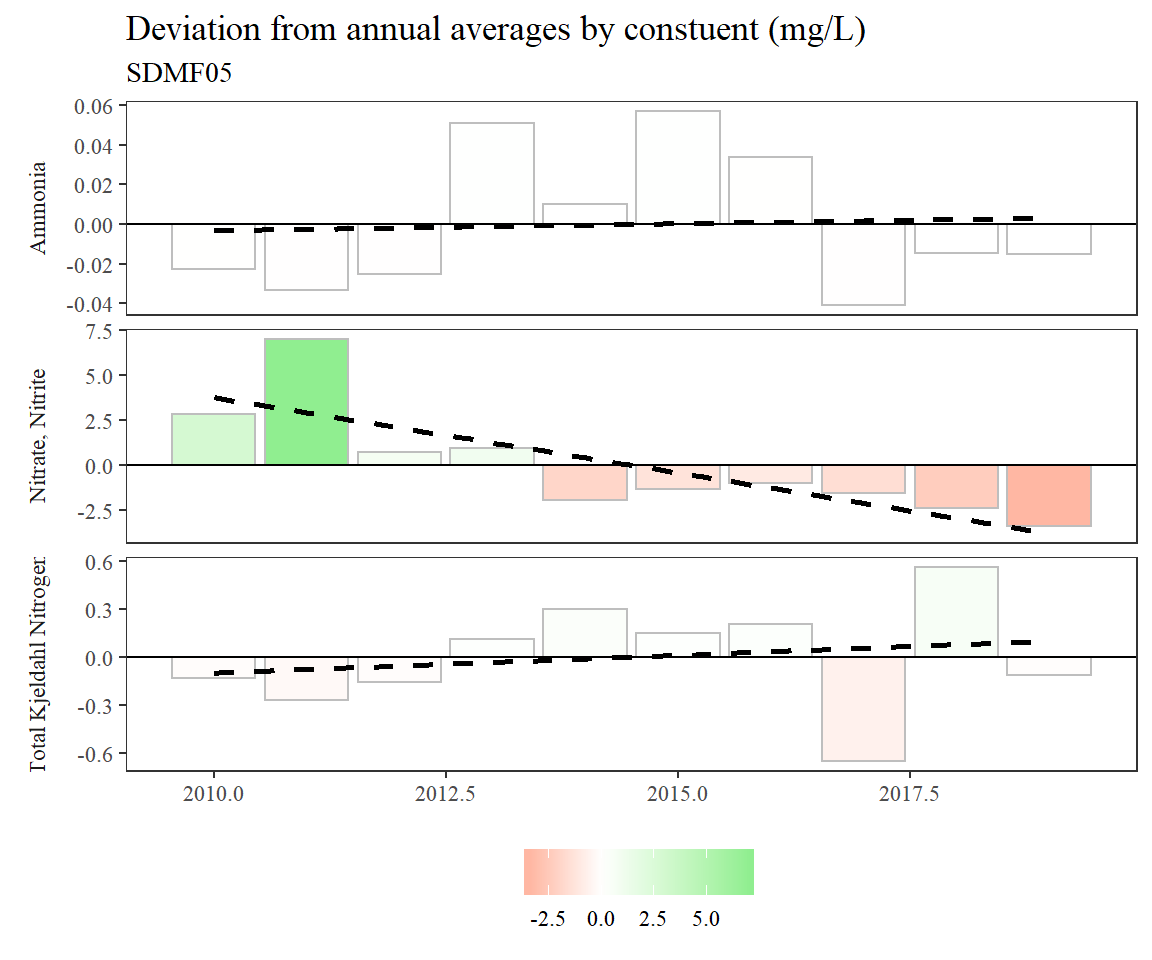 Deviation from annual averages by constuent (mg/L)
SDMF05
Ammonia
0.06
0.04
0.02
0.00
-0.02
-0.04
Nitrate, Nitrite
7.5
5.0
2.5
0.0
-2.5
Total Kjeldahl Nitroger
0.6
0.3
0.0
-0.3
-0.6
2010.0 2012.5 2015.0 2017.5
-2.5 0.0 2.5 5.0